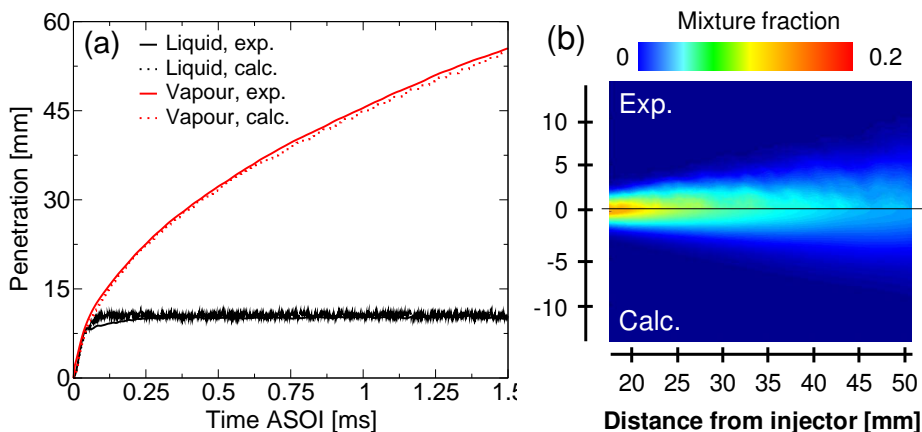 (a)
Liquid, exp.
Liquid, calc.
Vapour, exp.
Vapour, calc.
Penetration [mm]
60
45
30
15
0
0 0.25 0.5 0.75 1 1.25 1.5
Time ASOI [ms]
(b)
Mixture fraction
0 0.2
Exp.
10
5
0
-5
-10
Calc.
20 25 30 35 40 45 50
Distance from injector [mm]